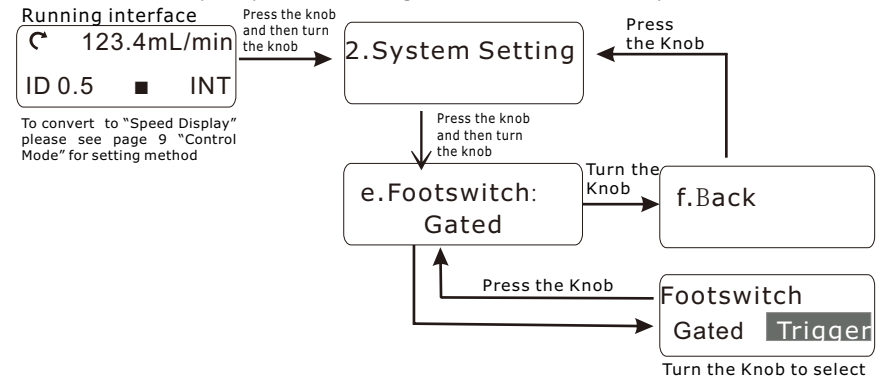 Running interface
123.4mL/min
ID 0.5 ■ INT
To convert to “Speed Display”
please see page 9 “Control
Mode” for setting method
Press the knob
and then turn
the knob
2.System Setting
Press
the Knob
Press the knob
and then turn
the knob
e.Footswitch:
Gated
Turn the
Knob
f.Back
Press the Knob
Footswitch
Gated Trigger
Turn the Knob to select